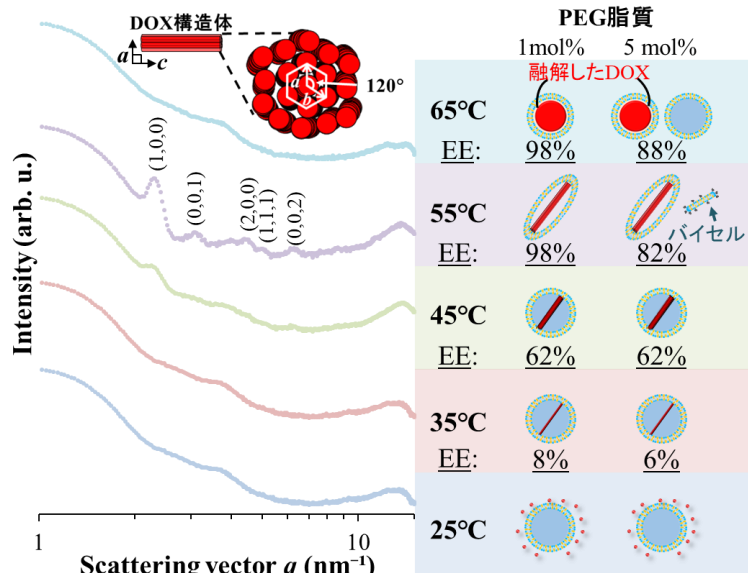 DOX構造体
a
c
a
b
120°
(1,0,0)
(0,0,1)
(2,0,0)
(1,1,1)
(0,0,2)
Intensity (arb. u.)
1
10
Scattering vector q (nm⁻¹)
PEG脂質
1mol% 5 mol%
融解したDOX
65°C
EE: 98% 88%
55°C
バイセル
EE: 98% 82%
45°C
EE: 62% 62%
35°C
EE: 8% 6%
25°C